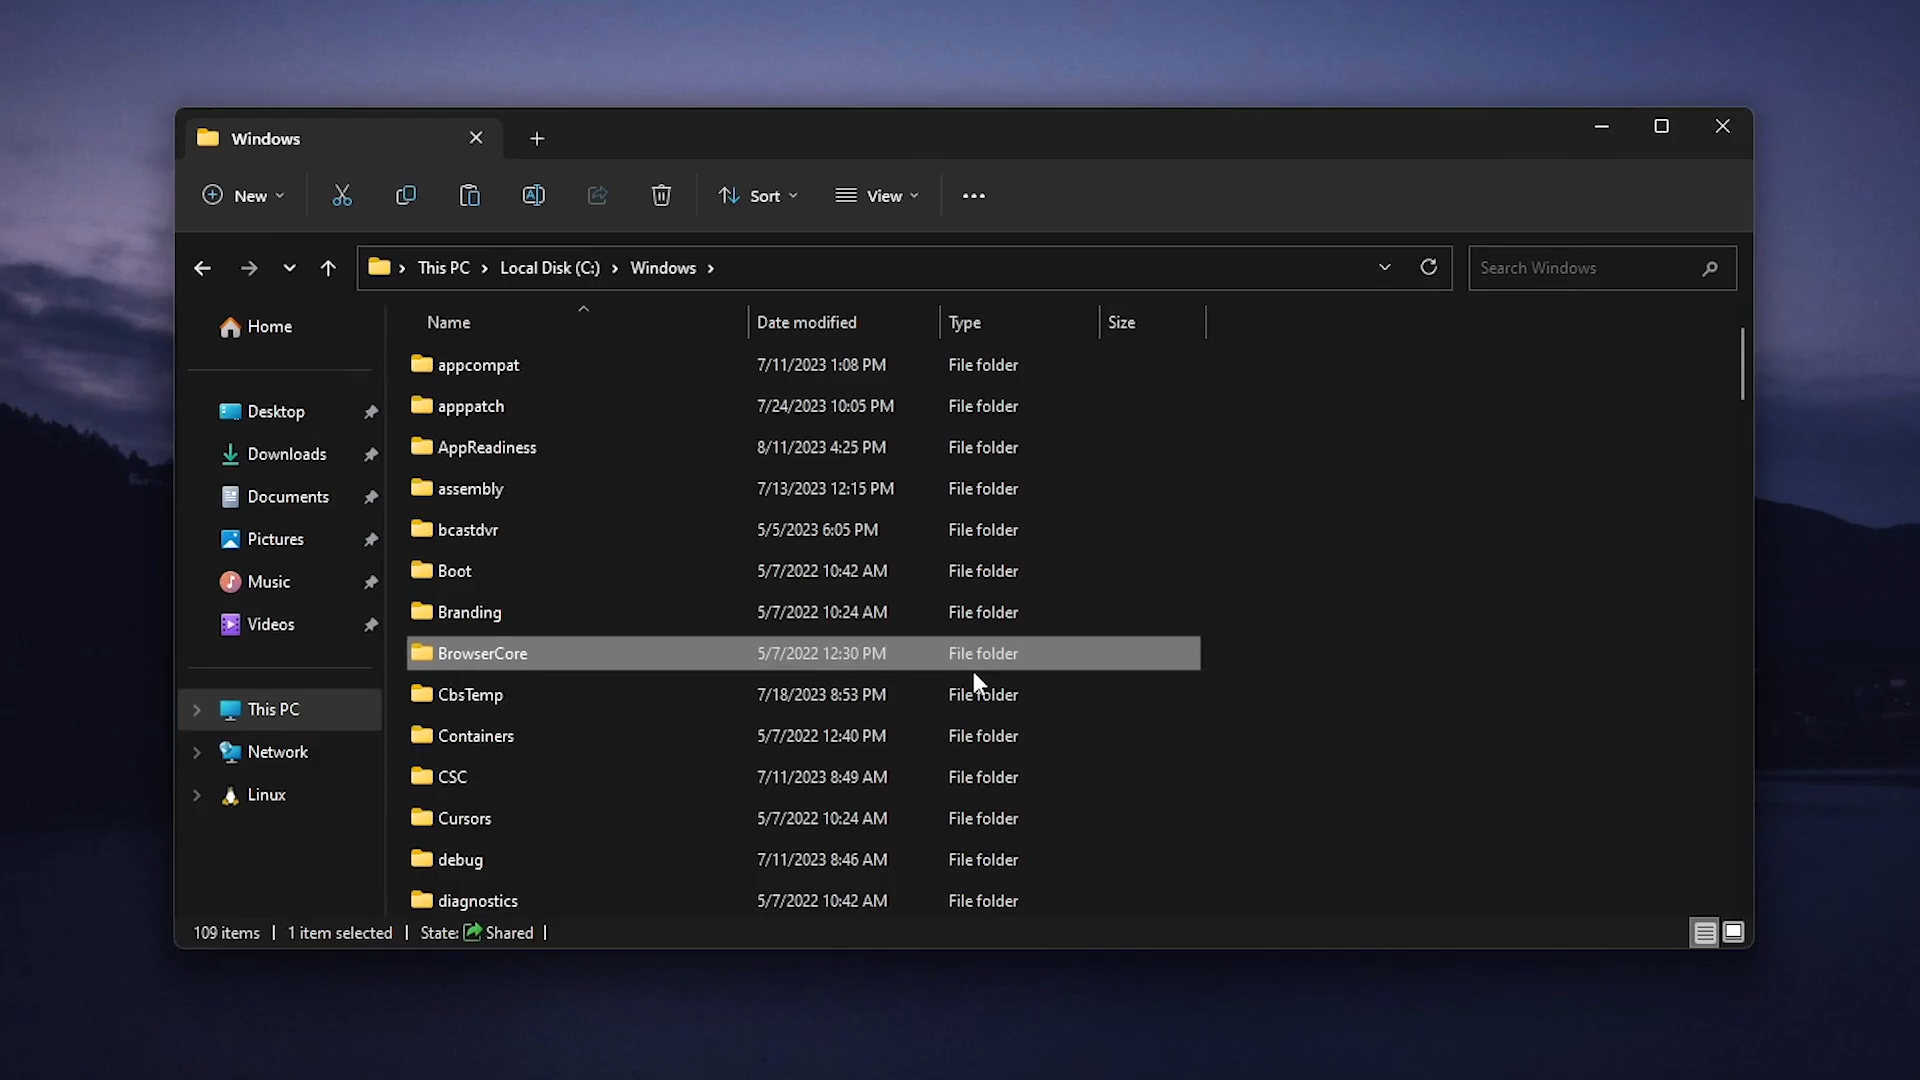 Windows
New
Sort
View
This PC
Local Disk (C:)
Windows
Search Windows
Home
Desktop
Downloads
Documents
Pictures
Music
Videos
This PC
Network
Linux
Name Date modified Type Size
appcompat 7/11/2023 1:08 PM File folder
apppatch 7/24/2023 10:05 PM File folder
AppReadiness 8/11/2023 4:25 PM File folder
assembly 7/13/2023 12:15 PM File folder
bcastdvr 5/5/2023 6:05 PM File folder
Boot 5/7/2022 10:42 AM File folder
Branding 5/7/2022 10:24 AM File folder
BrowserCore 5/7/2022 12:30 PM File folder
CbsTemp 7/18/2023 8:53 PM File folder
Containers 5/7/2022 12:40 PM File folder
CSC 7/11/2023 8:49 AM File folder
Cursors 5/7/2022 10:24 AM File folder
debug 7/11/2023 8:46 AM File folder
diagnostics 5/7/2022 10:42 AM File folder
109 items 1 item selected State: Shared